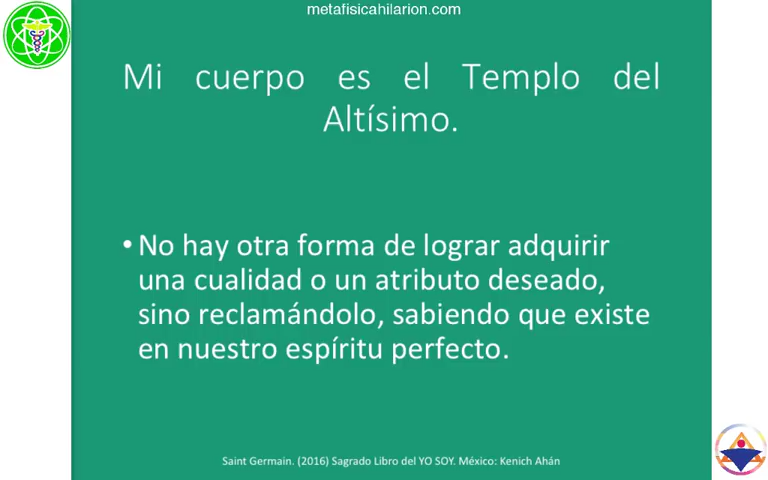 metafisicahilarion.com
Mi cuerpo es el Templo del
Altísimo.
• No hay otra forma de lograr adquirir
una cualidad o un atributo deseado,
sino reclamándolo, sabiendo que existe
en nuestro espíritu perfecto.
Saint Germain. (2016) Sagrado Libro del YO SOY. México: Kenich Ahán